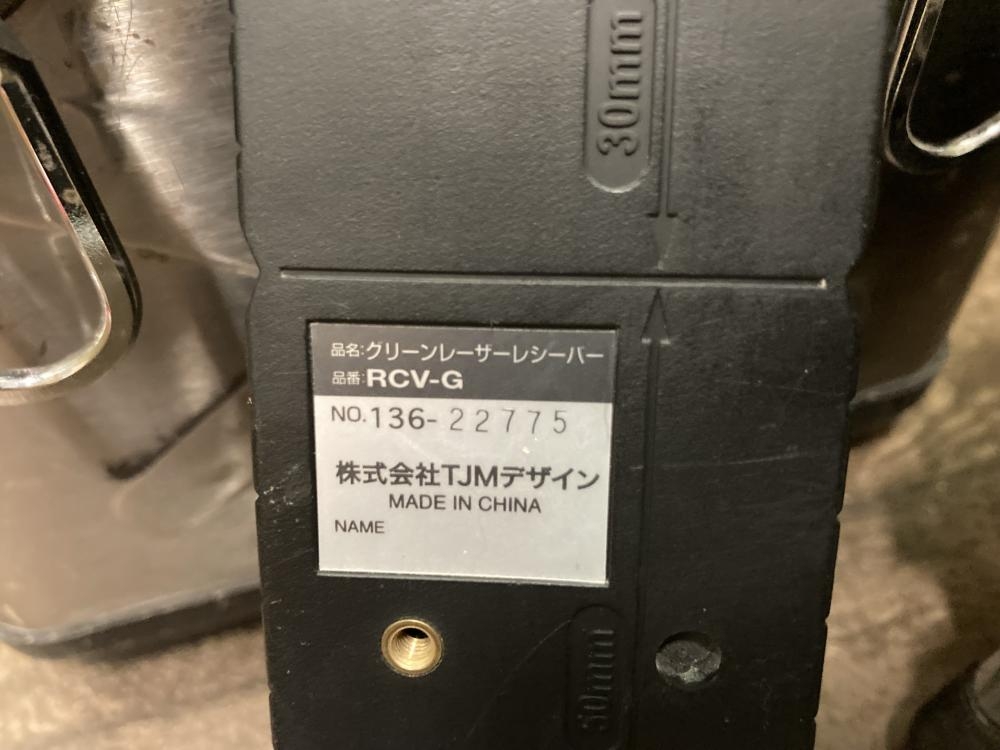 30mm
品名:グリーンレーザーレシーバー
品番:RCV-G
NO.136-22775
株式会社TJMデザイン
MADE IN CHINA
NAME
50mm